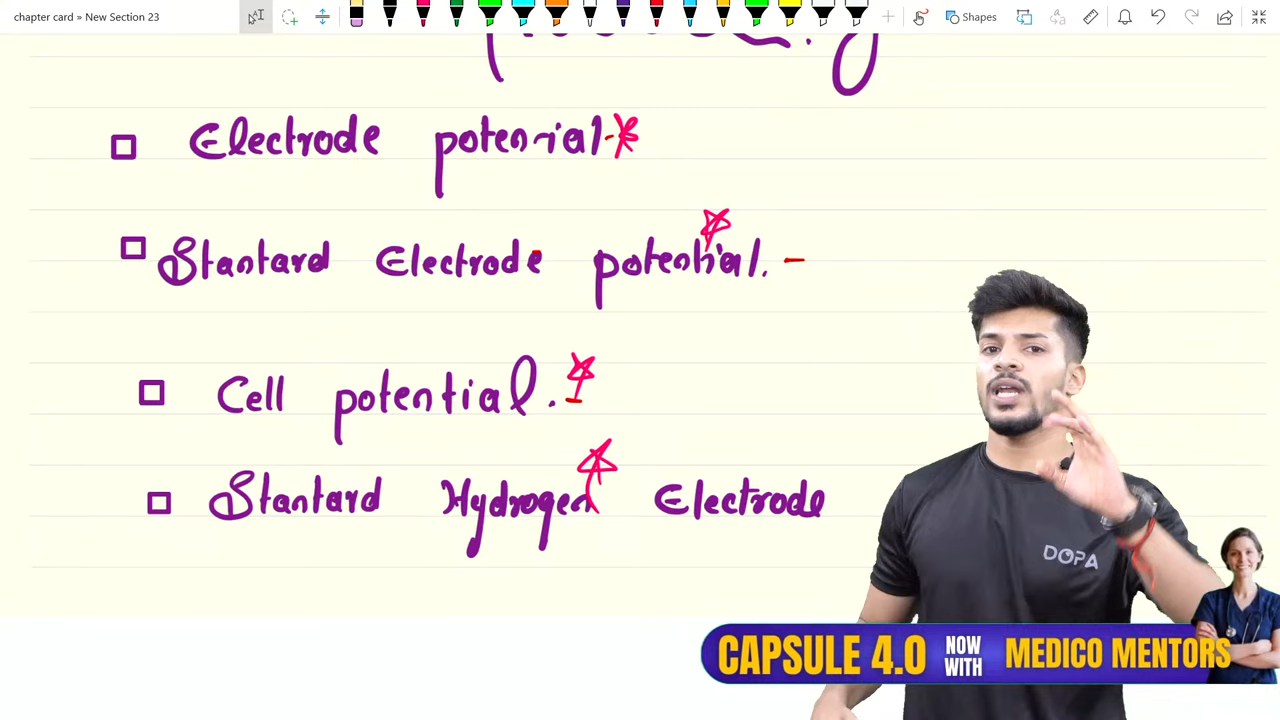 chapter card » New Section 23
Shapes
Electrode potenial
Stantard Electrode potential.
Cell potential.
Stantard Hydrogen Electrode
DOPA
CAPSULE 4.0 NOW WITH MEDICO MENTORS